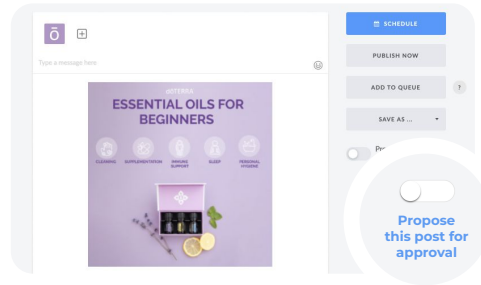 ō
Type a message here
dōTERRA
ESSENTIAL OILS FOR
BEGINNERS
CLEANING
SUPPLEMENTATION
IMMUNE
SUPPORT
SLEEP
PERSONAL
HYGIENE
SCHEDULE
PUBLISH NOW
ADD TO QUEUE
?
SAVE AS ...
Propose
this post for
approval